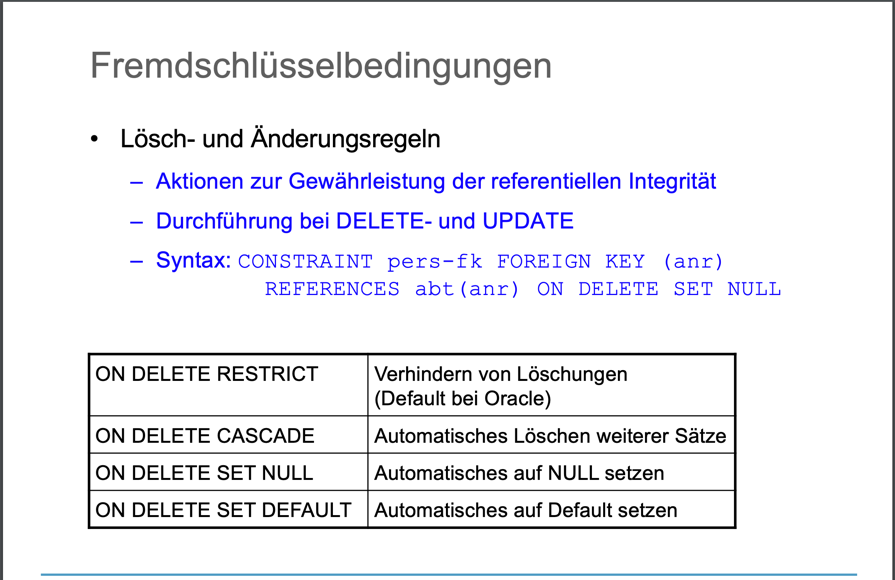 Fremdschlüsselbedingungen
• Lösch- und Änderungsregeln
– Aktionen zur Gewährleistung der referentiellen Integrität
– Durchführung bei DELETE- und UPDATE
– Syntax: CONSTRAINT pers-fk FOREIGN KEY (anr)
REFERENCES abt(anr) ON DELETE SET NULL
ON DELETE RESTRICT Verhindern von Löschungen
(Default bei Oracle)
ON DELETE CASCADE Automatisches Löschen weiterer Sätze
ON DELETE SET NULL Automatisches auf NULL setzen
ON DELETE SET DEFAULT Automatisches auf Default setzen